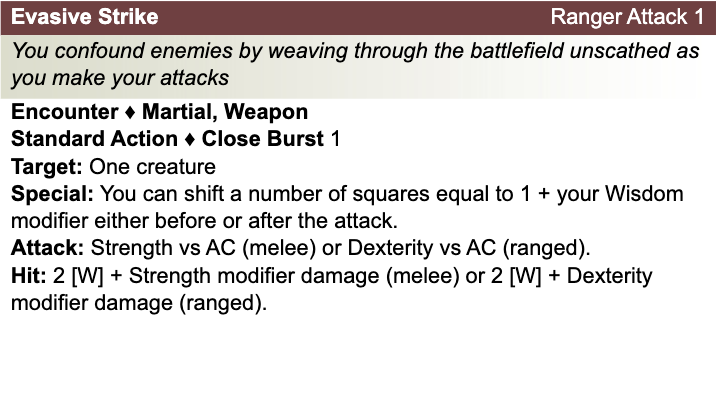 Evasive Strike Ranger Attack 1
You confound enemies by weaving through the battlefield unscathed as
you make your attacks
Encounter ♦ Martial, Weapon
Standard Action ♦ Close Burst 1
Target: One creature
Special: You can shift a number of squares equal to 1 + your Wisdom
modifier either before or after the attack.
Attack: Strength vs AC (melee) or Dexterity vs AC (ranged).
Hit: 2 [W] + Strength modifier damage (melee) or 2 [W] + Dexterity
modifier damage (ranged).